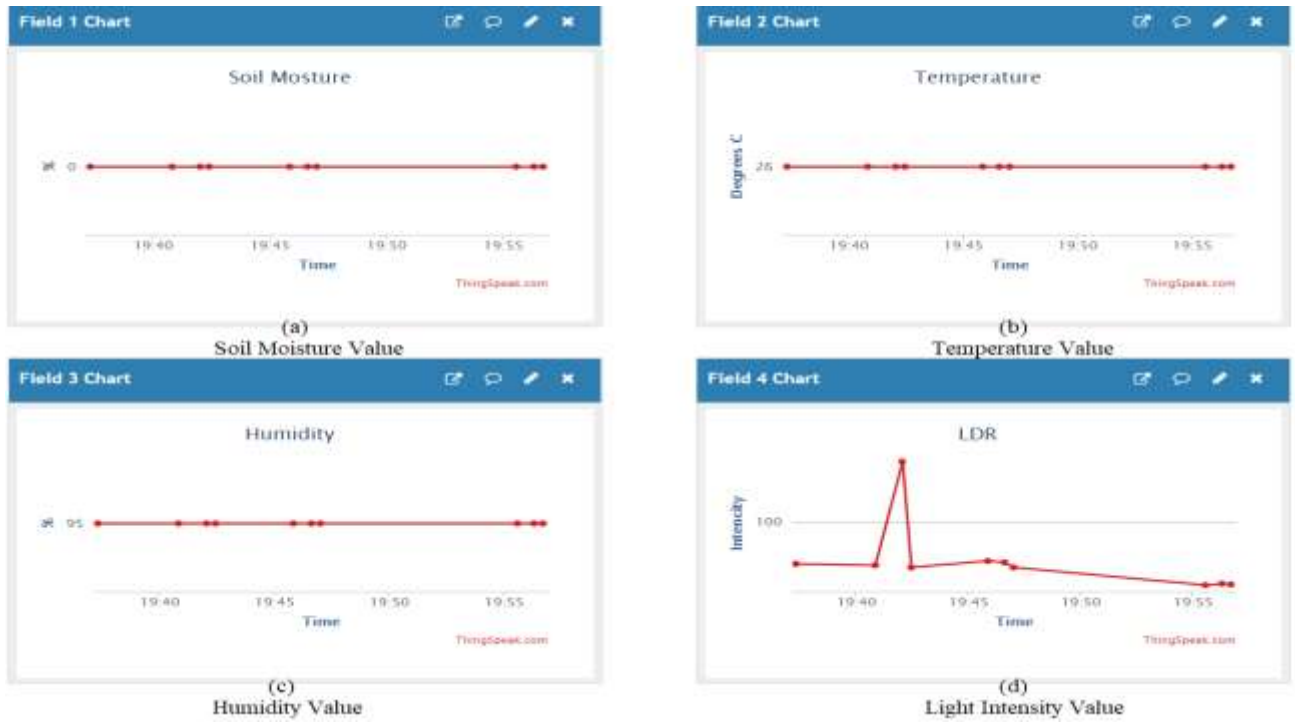 Field 1 Chart
Soil Mosture
%
0
19:40 19:45 19:50 19:55
Time
ThingSpeak.com
(a)
Soil Moisture Value
Field 2 Chart
Temperature
Degrees C
26
19:40 19:45 19:50 19:55
Time
ThingSpeak.com
(b)
Temperature Value
Field 3 Chart
Humidity
%
95
19:40 19:45 19:50 19:55
Time
ThingSpeak.com
(c)
Humidity Value
Field 4 Chart
LDR
Intencity
100
19:40 19:45 19:50 19:55
Time
ThingSpeak.com
(d)
Light Intensity Value